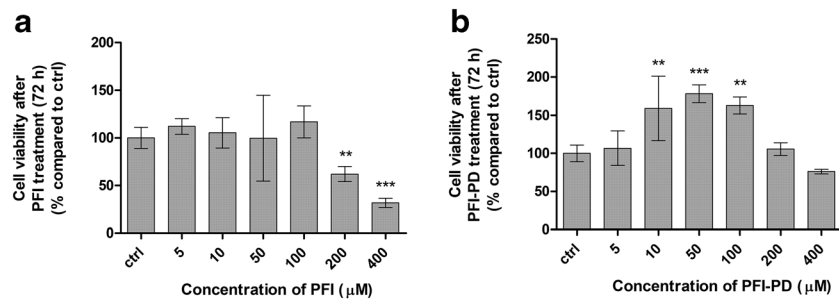 a
Cell viability after
PFI treatment (72 h)
(% compared to ctrl)
200
150
100
50
0
**
***
ctrl
5
10
50
100
200
400
Concentration of PFI (μM)
b
Cell viability after
PFI-PD treatment (72 h)
(% compared to ctrl)
250
200
150
100
50
0
**
***
**
ctrl
5
10
50
100
200
400
Concentration of PFI-PD (μM)